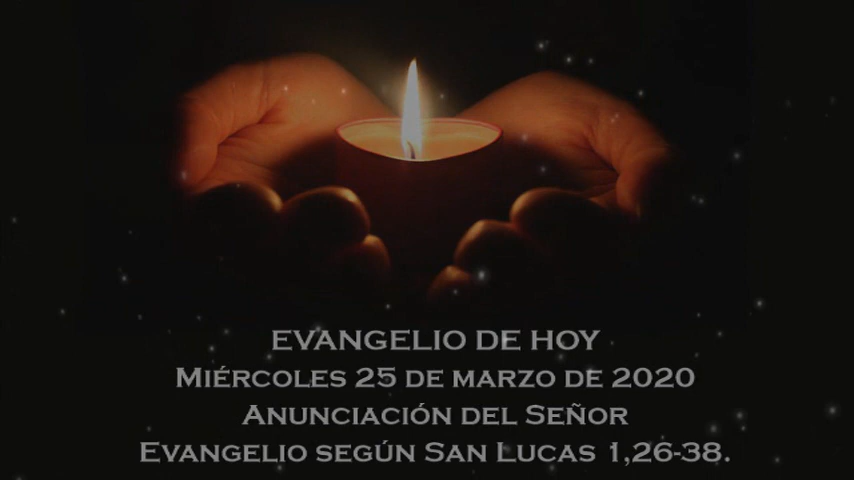 EVANGELIO DE HOY
Miércoles 25 de marzo de 2020
Anunciación del Señor
Evangelio según San Lucas 1,26-38.